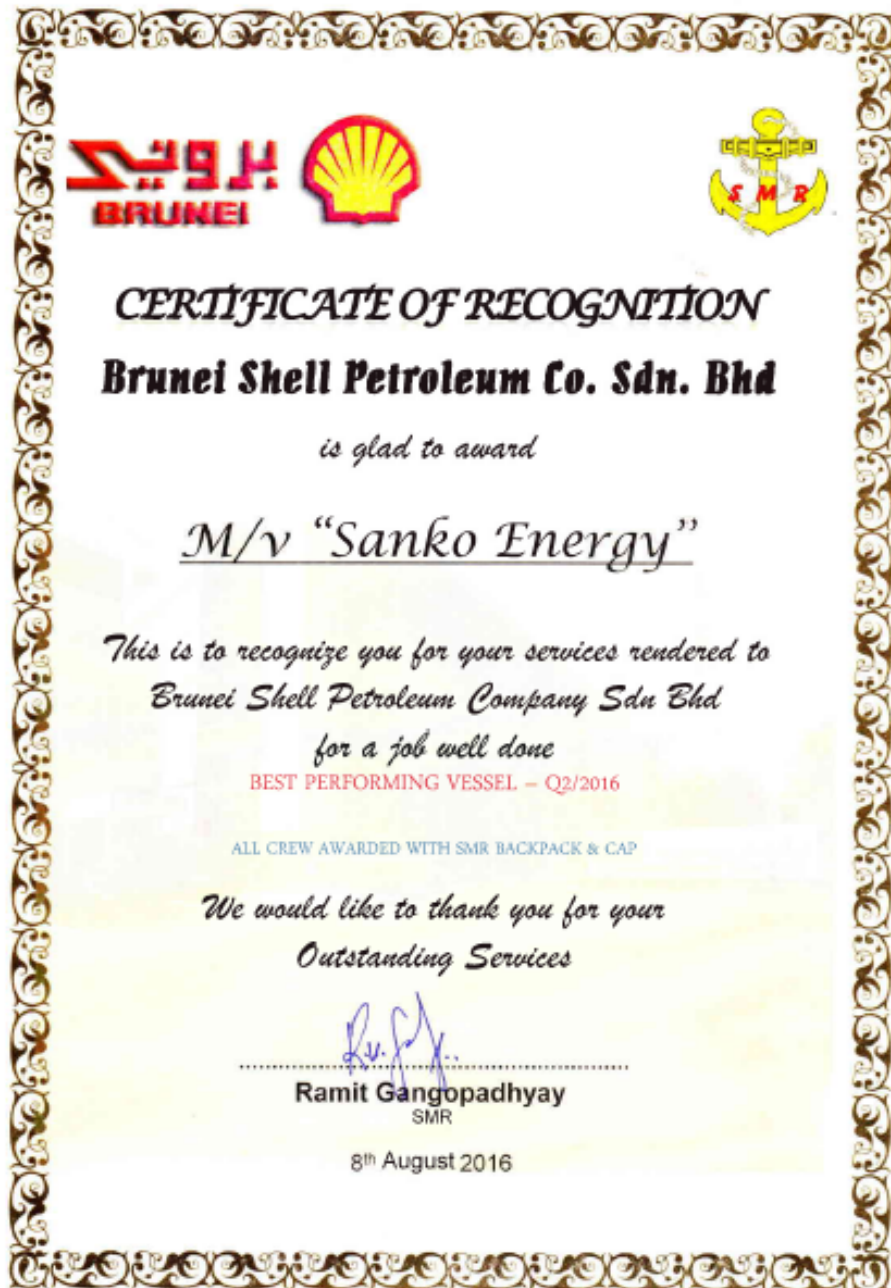 بروني
BRUNEI
S M R
CERTIFICATE OF RECOGNITION
Brunei Shell Petroleum Co. Sdn. Bhd
is glad to award
M/v “Sanko Energy”
This is to recognize you for your services rendered to
Brunei Shell Petroleum Company Sdn Bhd
for a job well done
BEST PERFORMING VESSEL – Q2/2016
ALL CREW AWARDED WITH SMR BACKPACK & CAP
We would like to thank you for your
Outstanding Services
Ramit Gangopadhyay
SMR
8th August 2016